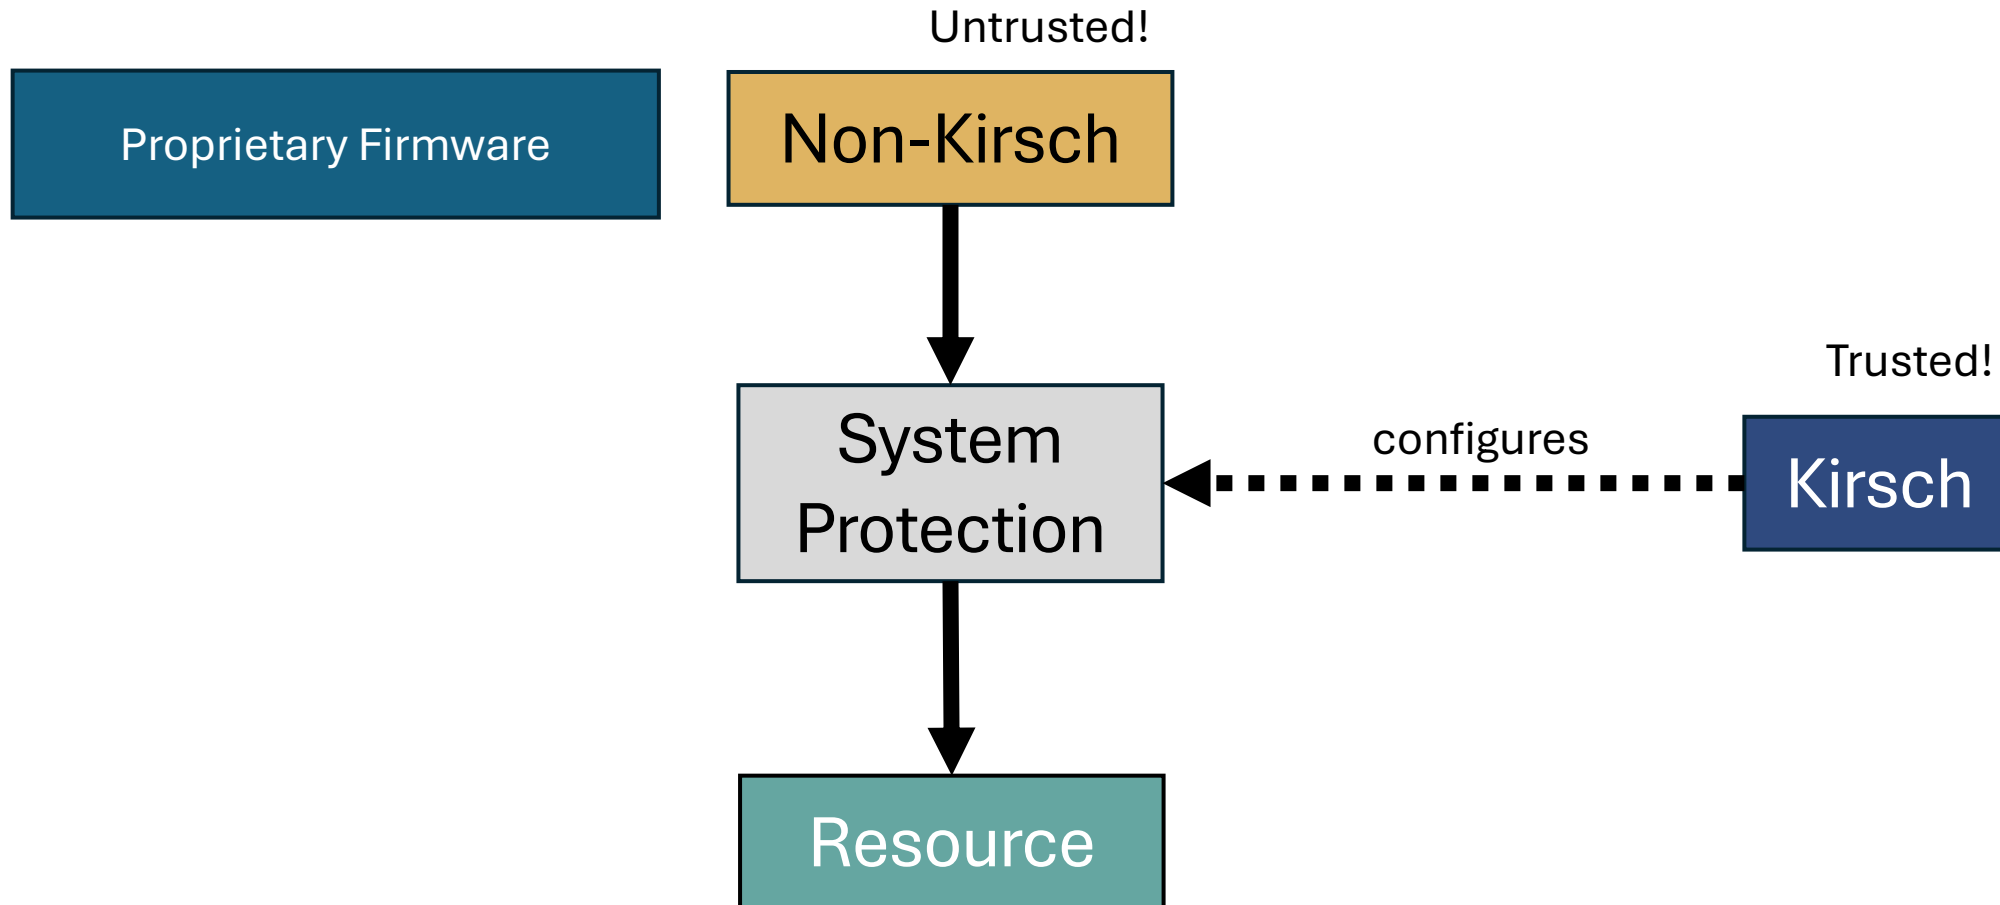 Untrusted!
Proprietary Firmware
Non-Kirsch
Trusted!
System
Protection
configures
Kirsch
Resource